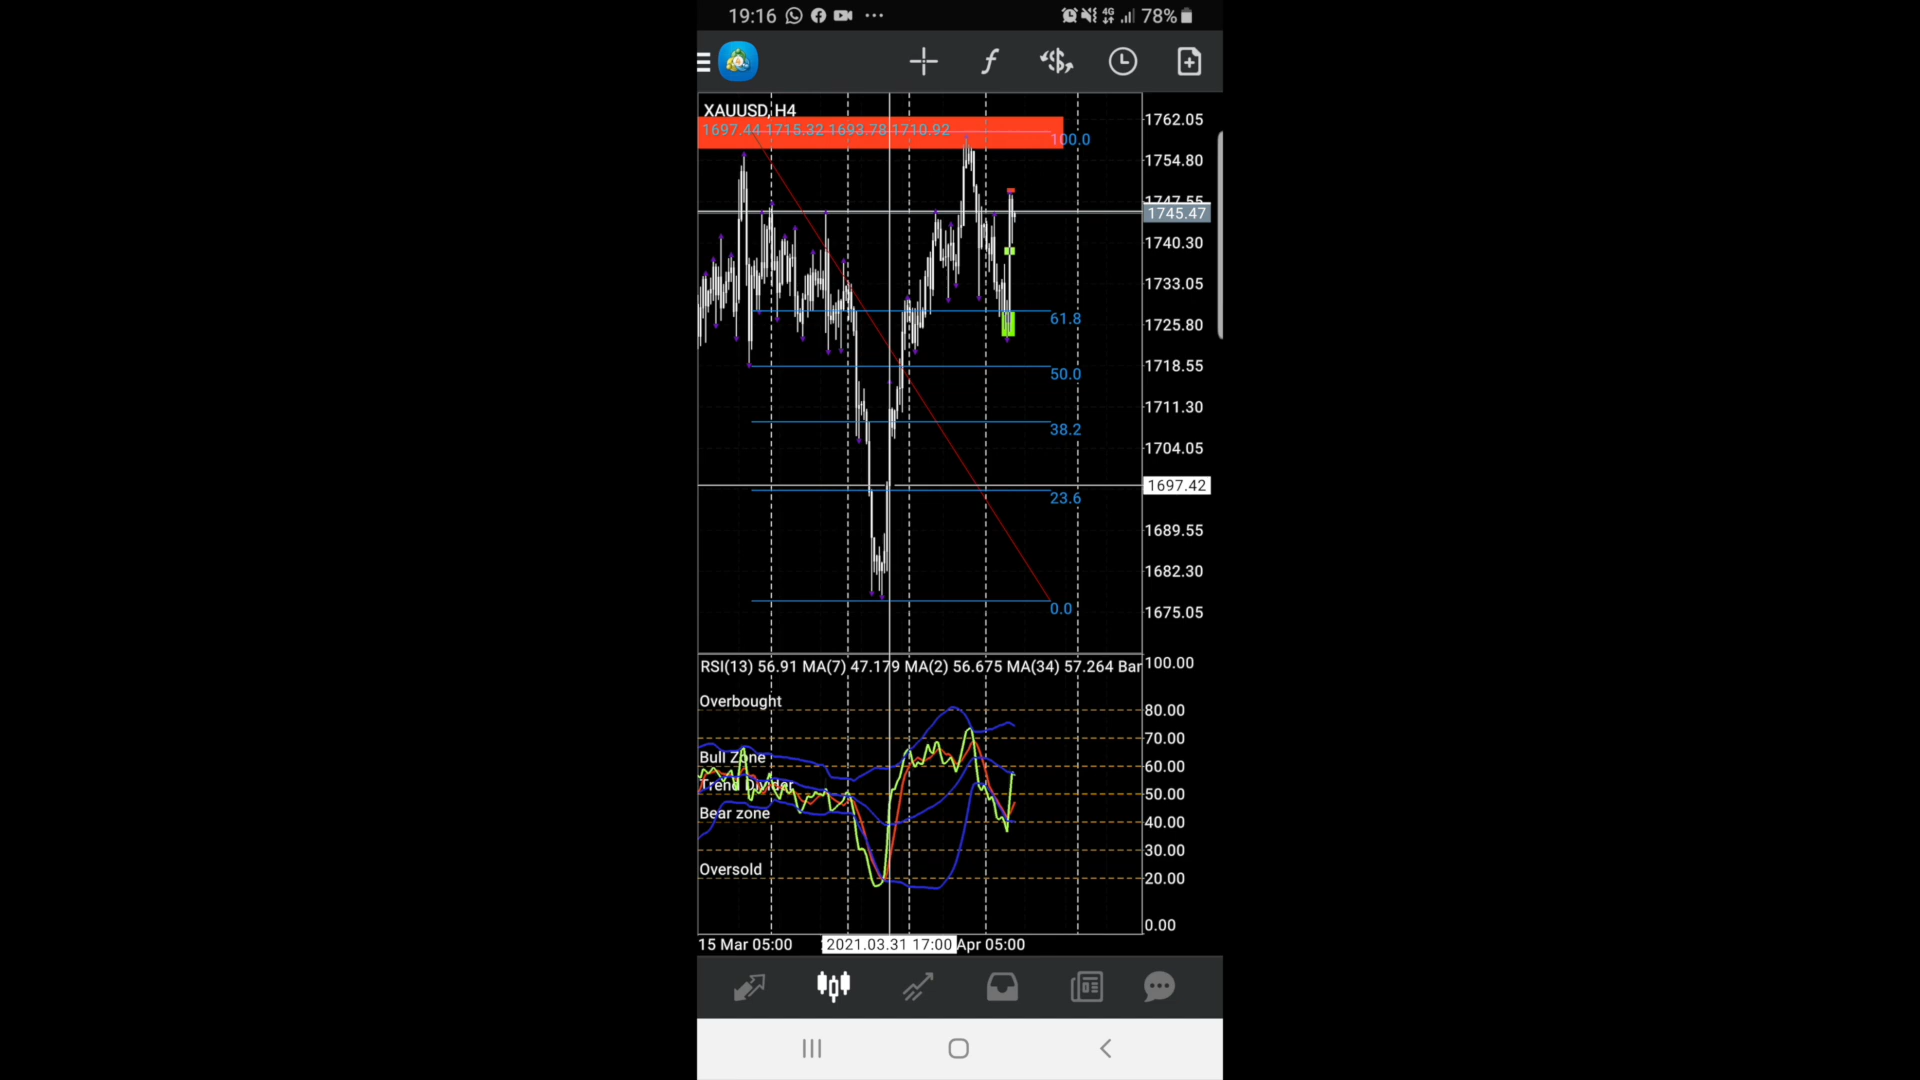 19:16 ... 4G 78%
XAUUSD,H4
1697.44 1715.32 1693.78 1710.92
100.0
61.8
50.0
38.2
23.6
0.0
1762.05
1754.80
1747.55
1745.47
1740.30
1733.05
1725.80
1718.55
1711.30
1704.05
1697.42
1689.55
1682.30
1675.05
RSI(13) 56.91 MA(7) 47.179 MA(2) 56.675 MA(34) 57.264 Bar
100.00
Overbought
80.00
70.00
Bull Zone
60.00
Trend Divider
50.00
Bear zone
40.00
30.00
Oversold
20.00
0.00
15 Mar 05:00 2021.03.31 17:00 Apr 05:00